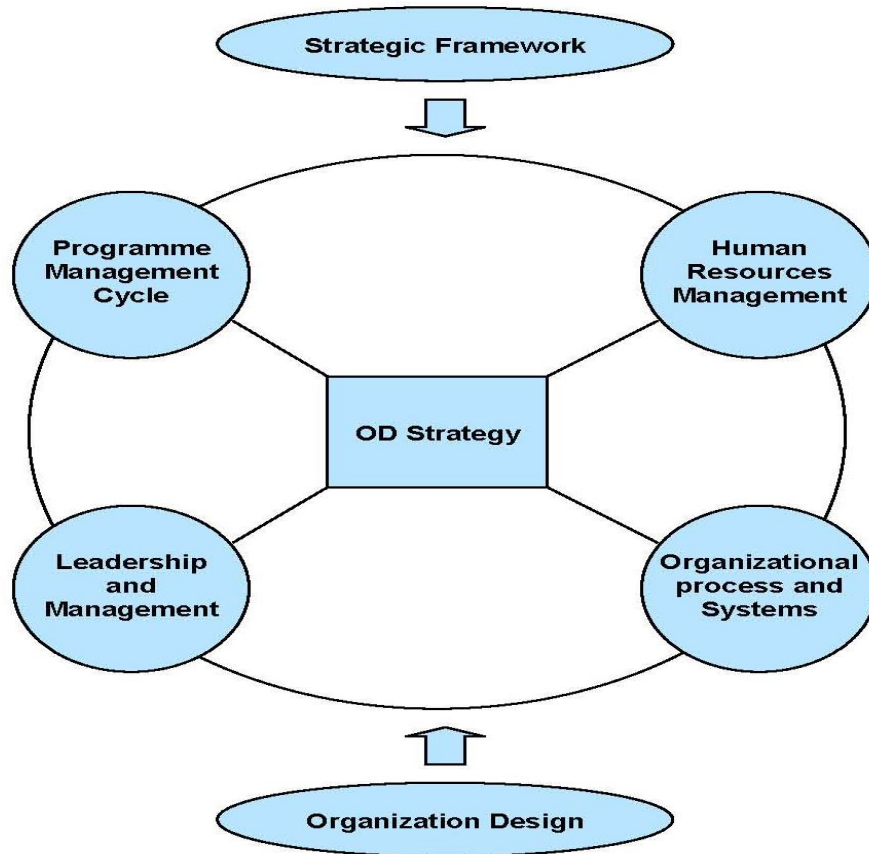 Strategic Framework
Programme
Management
Cycle
Human
Resources
Management
OD Strategy
Leadership
and
Management
Organizational
process and
Systems
Organization Design